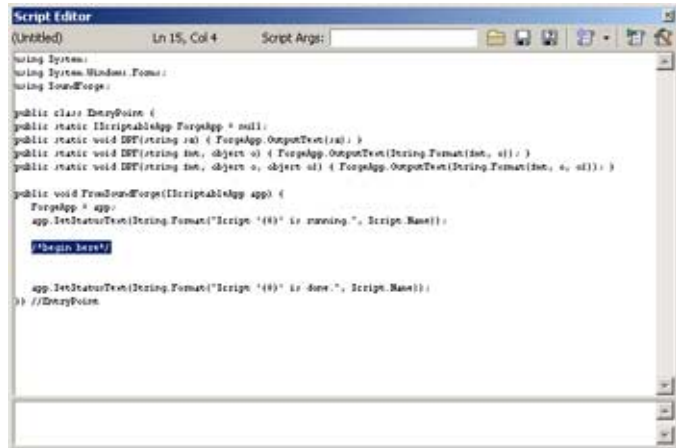 Script Editor
(Untitled) Ln 15, Col 4 Script Args:
using System;
using System.Windows.Forms;
using SoundForge;
public class EntryPoint {
public static IScriptableApp ForgeApp = null;
public static void DPF(string sz) { ForgeApp.OutputText(sz); }
public static void DPF(string fmt, object o) { ForgeApp.OutputText(String.Format(fmt, o)); }
public static void DPF(string fmt, object o, object o1) { ForgeApp.OutputText(String.Format(fmt, o, o1)); }
public void FromSoundForge(IScriptableApp app) {
ForgeApp = app;
app.SetStatusText(String.Format("Script '{0}' is running.", Script.Name));
/*begin here*/
app.SetStatusText(String.Format("Script '{0}' is done.", Script.Name));
}} //EntryPoint